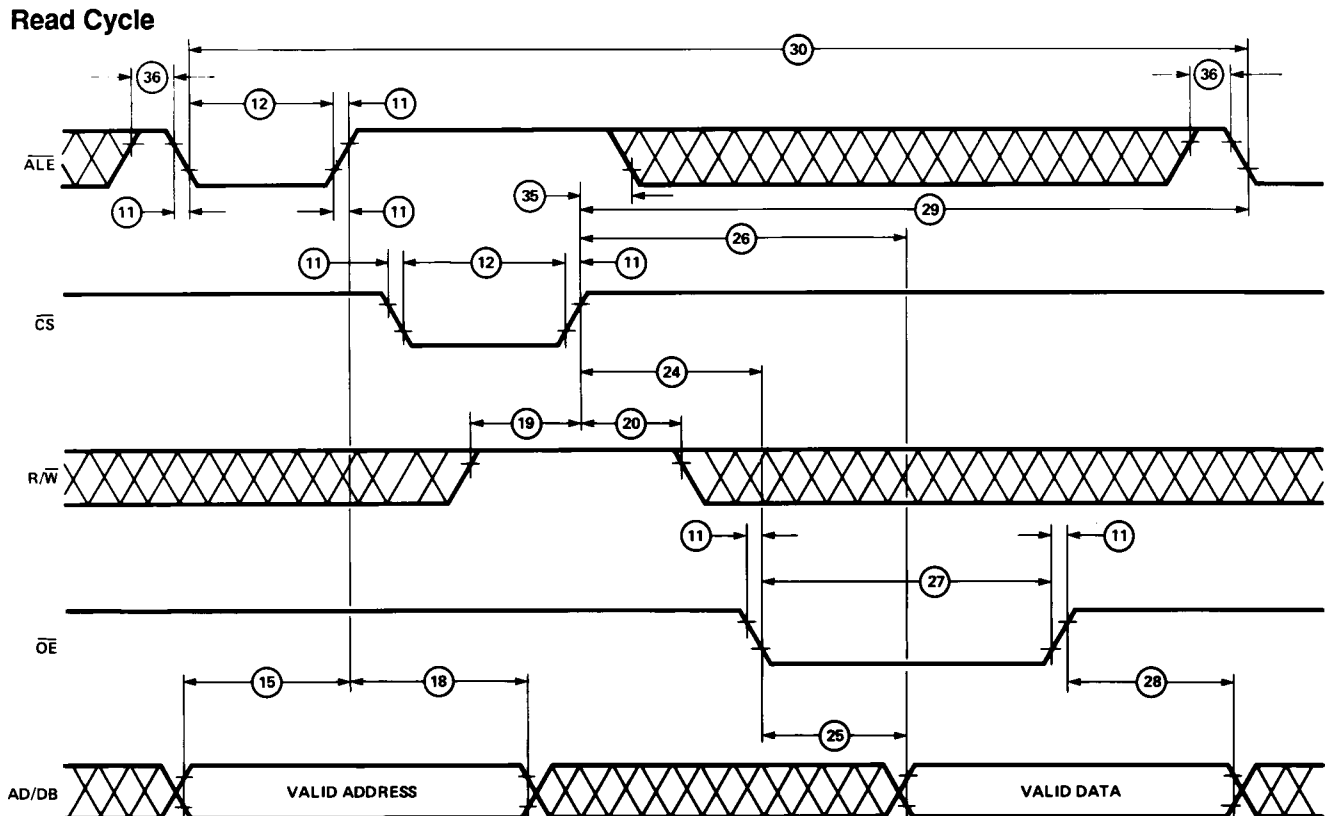 Read Cycle
30
36 12 11 36
ALE
11 11 35 29
26
11 12 11
CS
24
19 20
R/W
11 11
27
OE
15 18 28
25
AD/DB VALID ADDRESS VALID DATA